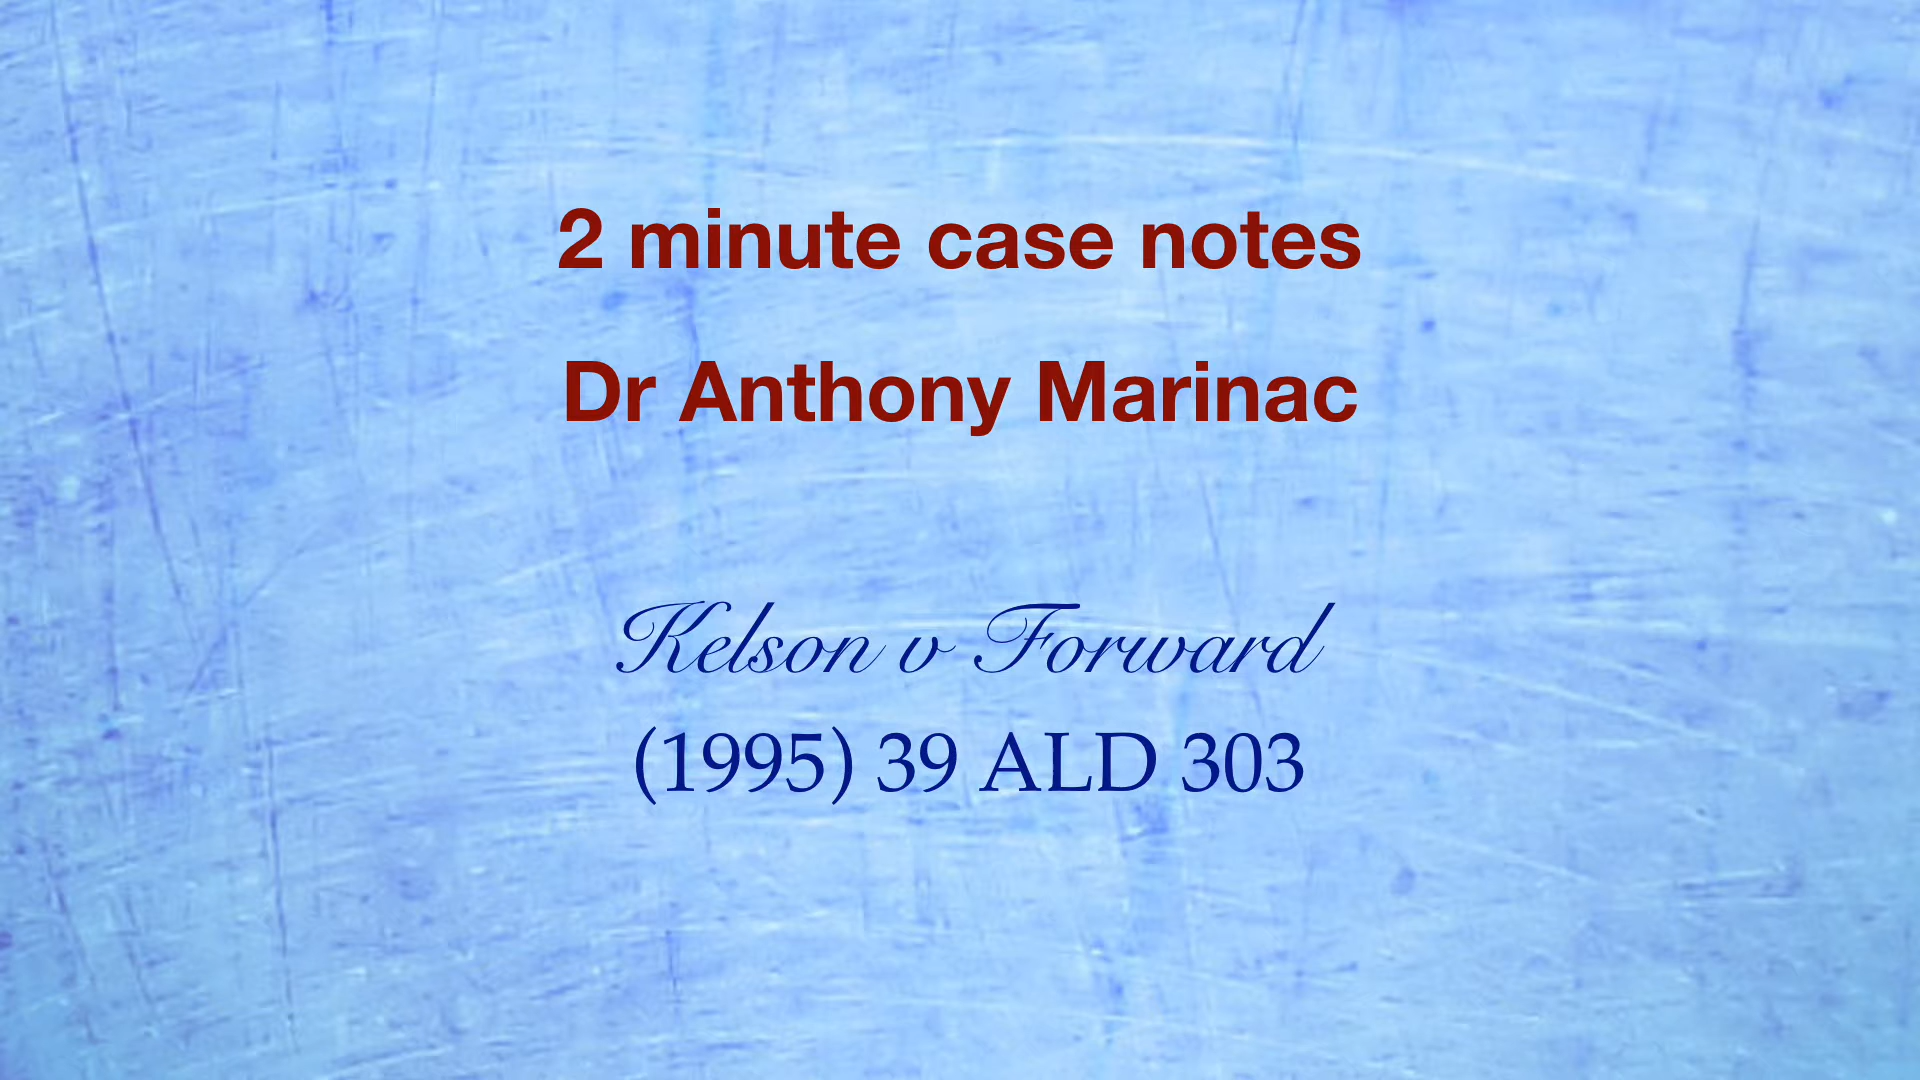 2 minute case notes
Dr Anthony Marinac
Kelson v Forward
(1995) 39 ALD 303